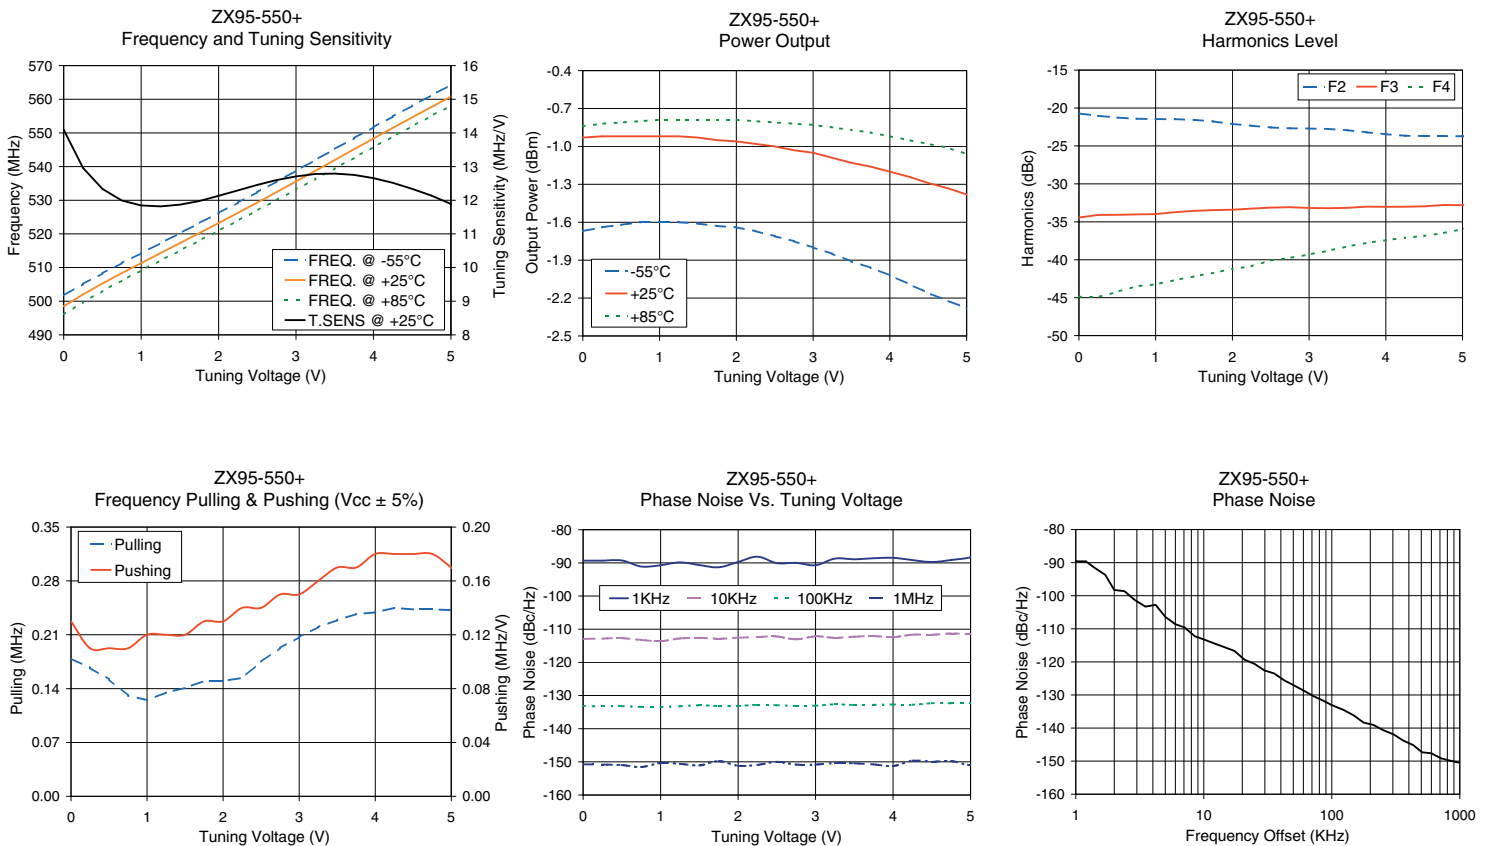 ZX95-550+
Frequency and Tuning Sensitivity
570
560
550
540
530
520
510
500
490
16
15
14
13
12
11
10
9
8
0 1 2 3 4 5
Frequency (MHz)
Tuning Sensitivity (MHz/V)
Tuning Voltage (V)
FREQ. @ -55°C
FREQ. @ +25°C
FREQ. @ +85°C
T.SENS @ +25°C
ZX95-550+
Power Output
-0.4
-0.7
-1.0
-1.3
-1.6
-1.9
-2.2
-2.5
0 1 2 3 4 5
Output Power (dBm)
Tuning Voltage (V)
-55°C
+25°C
+85°C
ZX95-550+
Harmonics Level
-15
-20
-25
-30
-35
-40
-45
-50
0 1 2 3 4 5
Harmonics (dBc)
Tuning Voltage (V)
F2 F3 F4
ZX95-550+
Frequency Pulling & Pushing (Vcc ± 5%)
0.35
0.28
0.21
0.14
0.07
0.00
0.20
0.16
0.12
0.08
0.04
0.00
0 1 2 3 4 5
Pulling (MHz)
Pushing (MHz/V)
Tuning Voltage (V)
Pulling
Pushing
ZX95-550+
Phase Noise Vs. Tuning Voltage
-80
-90
-100
-110
-120
-130
-140
-150
-160
0 1 2 3 4 5
Phase Noise (dBc/Hz)
Tuning Voltage (V)
1KHz 10KHz 100KHz 1MHz
ZX95-550+
Phase Noise
-80
-90
-100
-110
-120
-130
-140
-150
-160
1 10 100 1000
Phase Noise (dBc/Hz)
Frequency Offset (KHz)